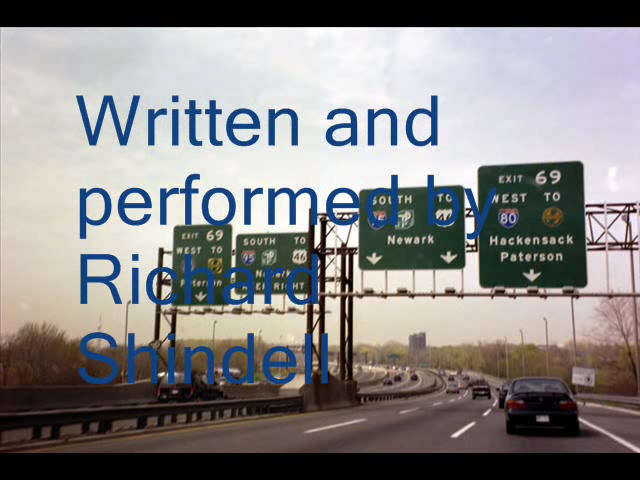 Written and
performed by
Richard
Shindell
EXIT 69
WEST TO
SOUTH TO
95
46
EXIT 69
WEST TO
80
Hackensack
Paterson
SOUTH TO
Newark